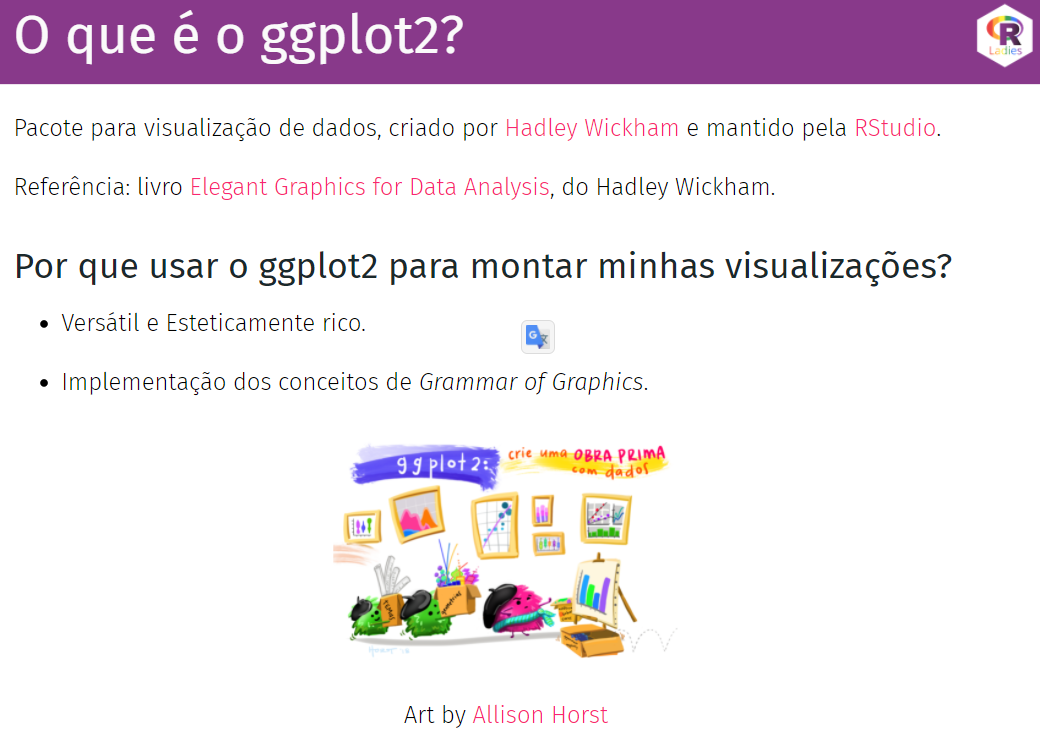 O que é o ggplot2?
R
Ladies
Pacote para visualização de dados, criado por Hadley Wickham e mantido pela RStudio.
Referência: livro Elegant Graphics for Data Analysis, do Hadley Wickham.
Por que usar o ggplot2 para montar minhas visualizações?
• Versátil e Esteticamente rico.
G
• Implementação dos conceitos de Grammar of Graphics.
ggplot2:
crie uma OBRA PRIMA
com dados
Art by Allison Horst